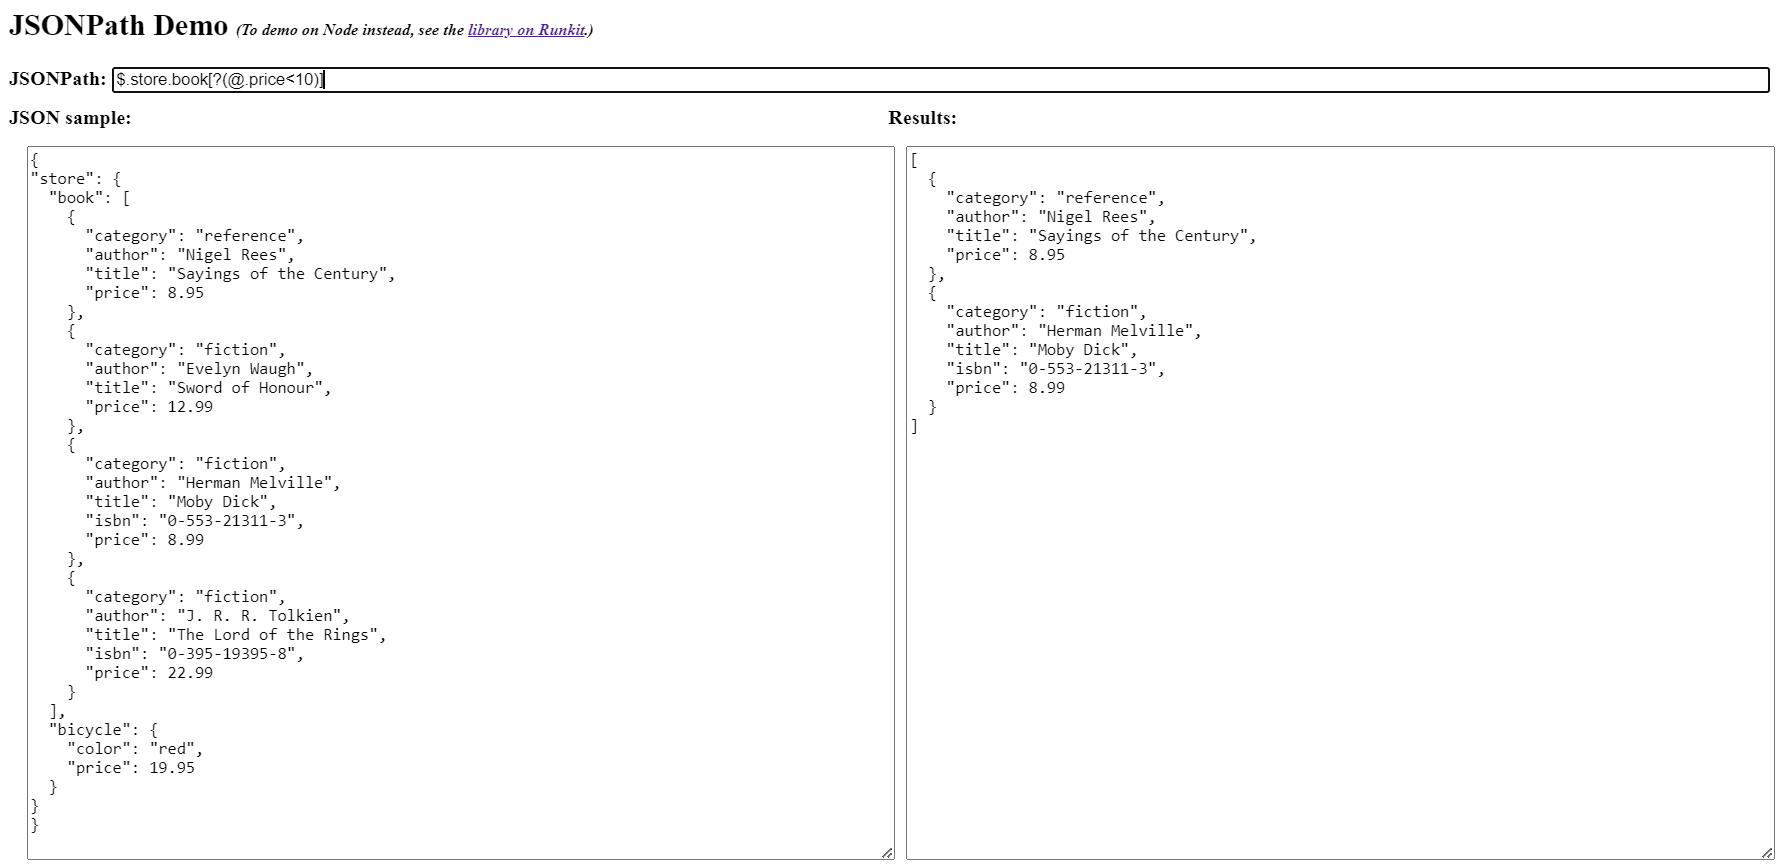 JSONPath Demo (To demo on Node instead, see the library on Runkit.)
JSONPath: $.store.book[?(@.price<10)]
JSON sample:
{
"store": {
  "book": [
    {
      "category": "reference",
      "author": "Nigel Rees",
      "title": "Sayings of the Century",
      "price": 8.95
    },
    {
      "category": "fiction",
      "author": "Evelyn Waugh",
      "title": "Sword of Honour",
      "price": 12.99
    },
    {
      "category": "fiction",
      "author": "Herman Melville",
      "title": "Moby Dick",
      "isbn": "0-553-21311-3",
      "price": 8.99
    },
    {
      "category": "fiction",
      "author": "J. R. R. Tolkien",
      "title": "The Lord of the Rings",
      "isbn": "0-395-19395-8",
      "price": 22.99
    }
  ],
  "bicycle": {
    "color": "red",
    "price": 19.95
  }
}
}
Results:
[
  {
    "category": "reference",
    "author": "Nigel Rees",
    "title": "Sayings of the Century",
    "price": 8.95
  },
  {
    "category": "fiction",
    "author": "Herman Melville",
    "title": "Moby Dick",
    "isbn": "0-553-21311-3",
    "price": 8.99
  }
]